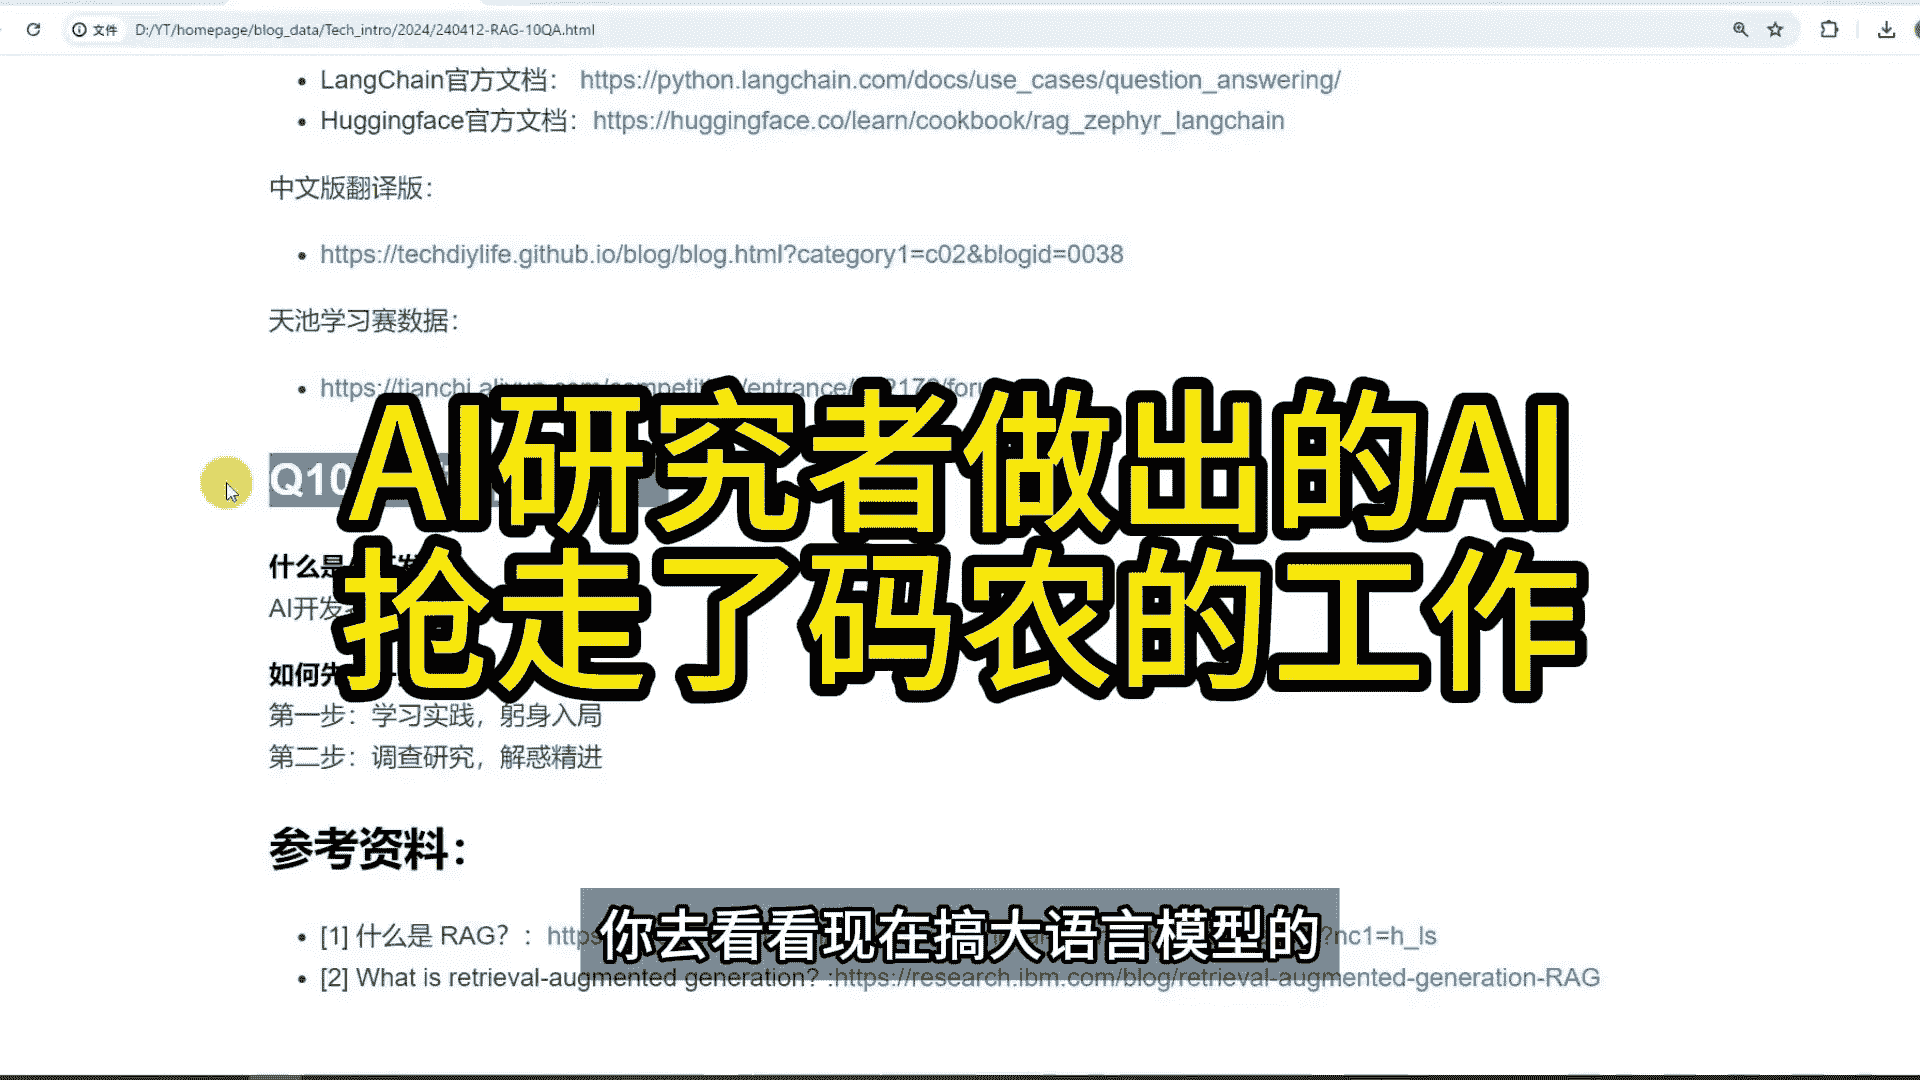 文件 D:/YT/homepage/blog_data/Tech_intro/2024/240412-RAG-10QA.html
LangChain官方文档： https://python.langchain.com/docs/use_cases/question_answering/
Huggingface官方文档：https://huggingface.co/learn/cookbook/rag_zephyr_langchain
中文版翻译版：
https://techdiylife.github.io/blog/blog.html?category1=c02&blogid=0038
天池学习赛数据：
https://tianchi.aliyun.com/competiti
AI研究者做出的AI
Q10
抢走了码农的工作
什么是
AI开发
如何先
第一步：学习实践，躬身入局
第二步：调查研究，解惑精进
参考资料：
你去看看现在搞大语言模型的
[1] 什么是 RAG？： http ?nc1=h_ls
[2] What is retrieval-augmented generation? :https://research.ibm.com/blog/retrieval-augmented-generation-RAG